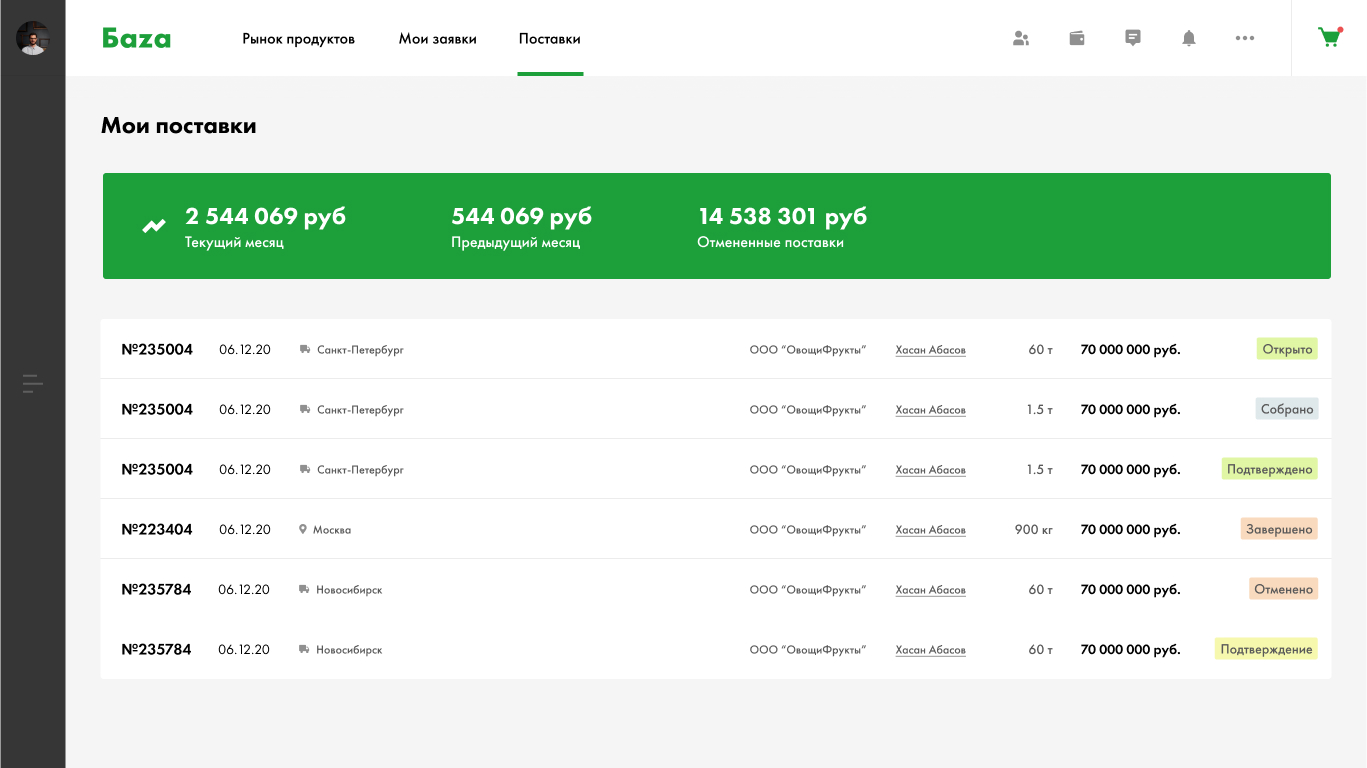 Баzа
Рынок продуктов Мои заявки Поставки
Мои поставки
2 544 069 руб 544 069 руб 14 538 301 руб
Текущий месяц Предыдущий месяц Отмененные поставки
№235004 06.12.20 Санкт-Петербург ООО “ОвощиФрукты” Хасан Абасов 60 т 70 000 000 руб. Открыто
№235004 06.12.20 Санкт-Петербург ООО “ОвощиФрукты” Хасан Абасов 1.5 т 70 000 000 руб. Собрано
№235004 06.12.20 Санкт-Петербург ООО “ОвощиФрукты” Хасан Абасов 1.5 т 70 000 000 руб. Подтверждено
№223404 06.12.20 Москва ООО “ОвощиФрукты” Хасан Абасов 900 кг 70 000 000 руб. Завершено
№235784 06.12.20 Новосибирск ООО “ОвощиФрукты” Хасан Абасов 60 т 70 000 000 руб. Отменено
№235784 06.12.20 Новосибирск ООО “ОвощиФрукты” Хасан Абасов 60 т 70 000 000 руб. Подтверждение